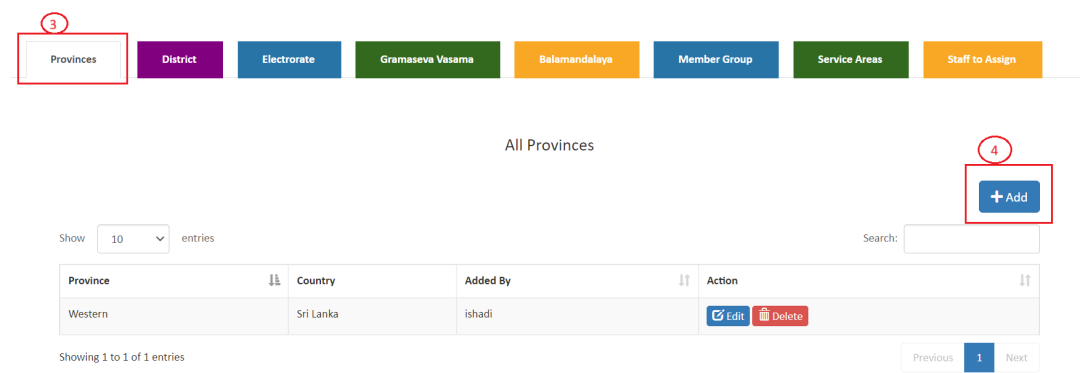 3
Provinces District Electrorate Gramaseva Vasama Balamandalaya Member Group Service Areas Staff to Assign
All Provinces
4
Add
Show 10 entries Search:
Province Country Added By Action
Western Sri Lanka ishadi Edit Delete
Showing 1 to 1 of 1 entries Previous 1 Next